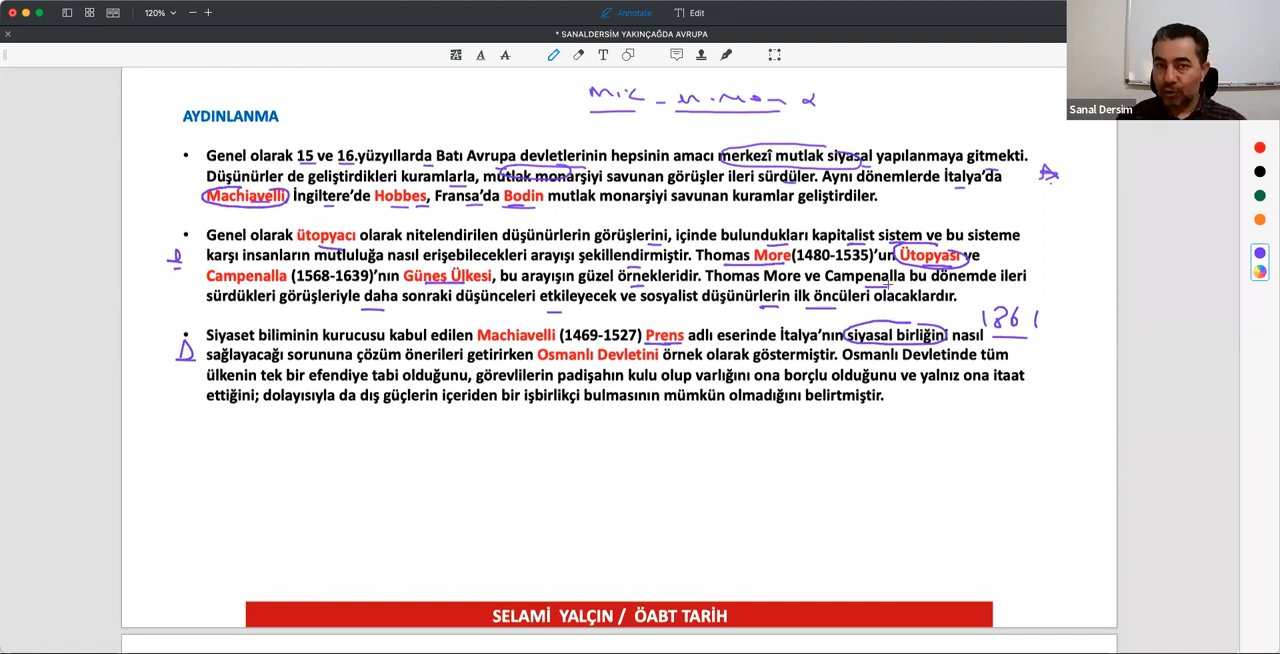 120%
Annotate
Edit
* SANALDERSİM YAKINÇAĞDA AVRUPA
Sanal Dersim
AYDINLANMA
• Genel olarak 15 ve 16.yüzyıllarda Batı Avrupa devletlerinin hepsinin amacı merkezî mutlak siyasal yapılanmaya gitmekti.
Düşünürler de geliştirdikleri kuramlarla, mutlak monarşiyi savunan görüşler ileri sürdüler. Aynı dönemlerde İtalya'da
Machiavelli İngiltere'de Hobbes, Fransa'da Bodin mutlak monarşiyi savunan kuramlar geliştirdiler.
• Genel olarak ütopyacı olarak nitelendirilen düşünürlerin görüşlerini, içinde bulundukları kapitalist sistem ve bu sisteme
karşı insanların mutluluğa nasıl erişebilecekleri arayışı şekillendirmiştir. Thomas More(1480-1535)'un Ütopyası ve
Campenalla (1568-1639)'nın Güneş Ülkesi, bu arayışın güzel örnekleridir. Thomas More ve Campenalla bu dönemde ileri
sürdükleri görüşleriyle daha sonraki düşünceleri etkileyecek ve sosyalist düşünürlerin ilk öncüleri olacaklardır.
1861
• Siyaset biliminin kurucusu kabul edilen Machiavelli (1469-1527) Prens adlı eserinde İtalya'nın siyasal birliğini nasıl
sağlayacağı sorununa çözüm önerileri getirirken Osmanlı Devletini örnek olarak göstermiştir. Osmanlı Devletinde tüm
ülkenin tek bir efendiye tabi olduğunu, görevlilerin padişahın kulu olup varlığını ona borçlu olduğunu ve yalnız ona itaat
ettiğini; dolayısıyla da dış güçlerin içeriden bir işbirlikçi bulmasının mümkün olmadığını belirtmiştir.
SELAMİ YALÇIN / ÖABT TARİH